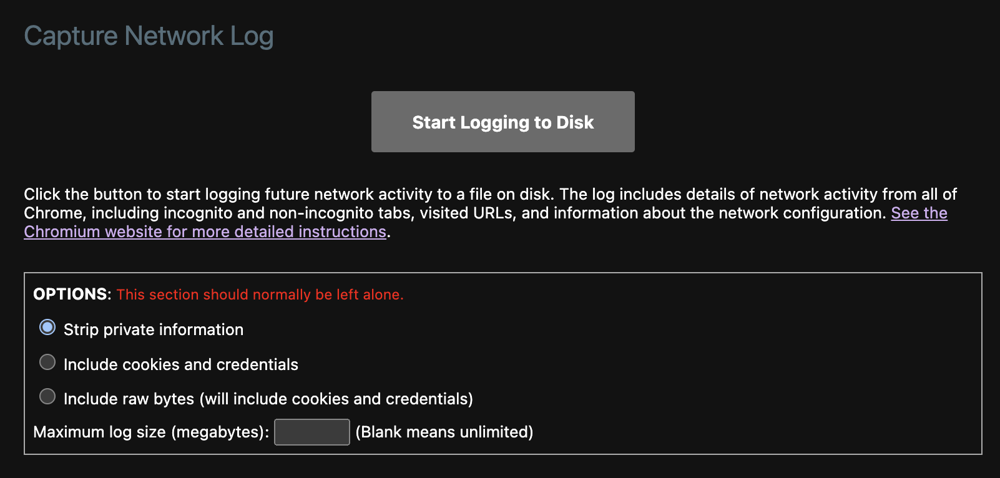 Capture Network Log
Start Logging to Disk
Click the button to start logging future network activity to a file on disk. The log includes details of network activity from all of
Chrome, including incognito and non-incognito tabs, visited URLs, and information about the network configuration. See the
Chromium website for more detailed instructions.
OPTIONS: This section should normally be left alone.
Strip private information
Include cookies and credentials
Include raw bytes (will include cookies and credentials)
Maximum log size (megabytes): (Blank means unlimited)